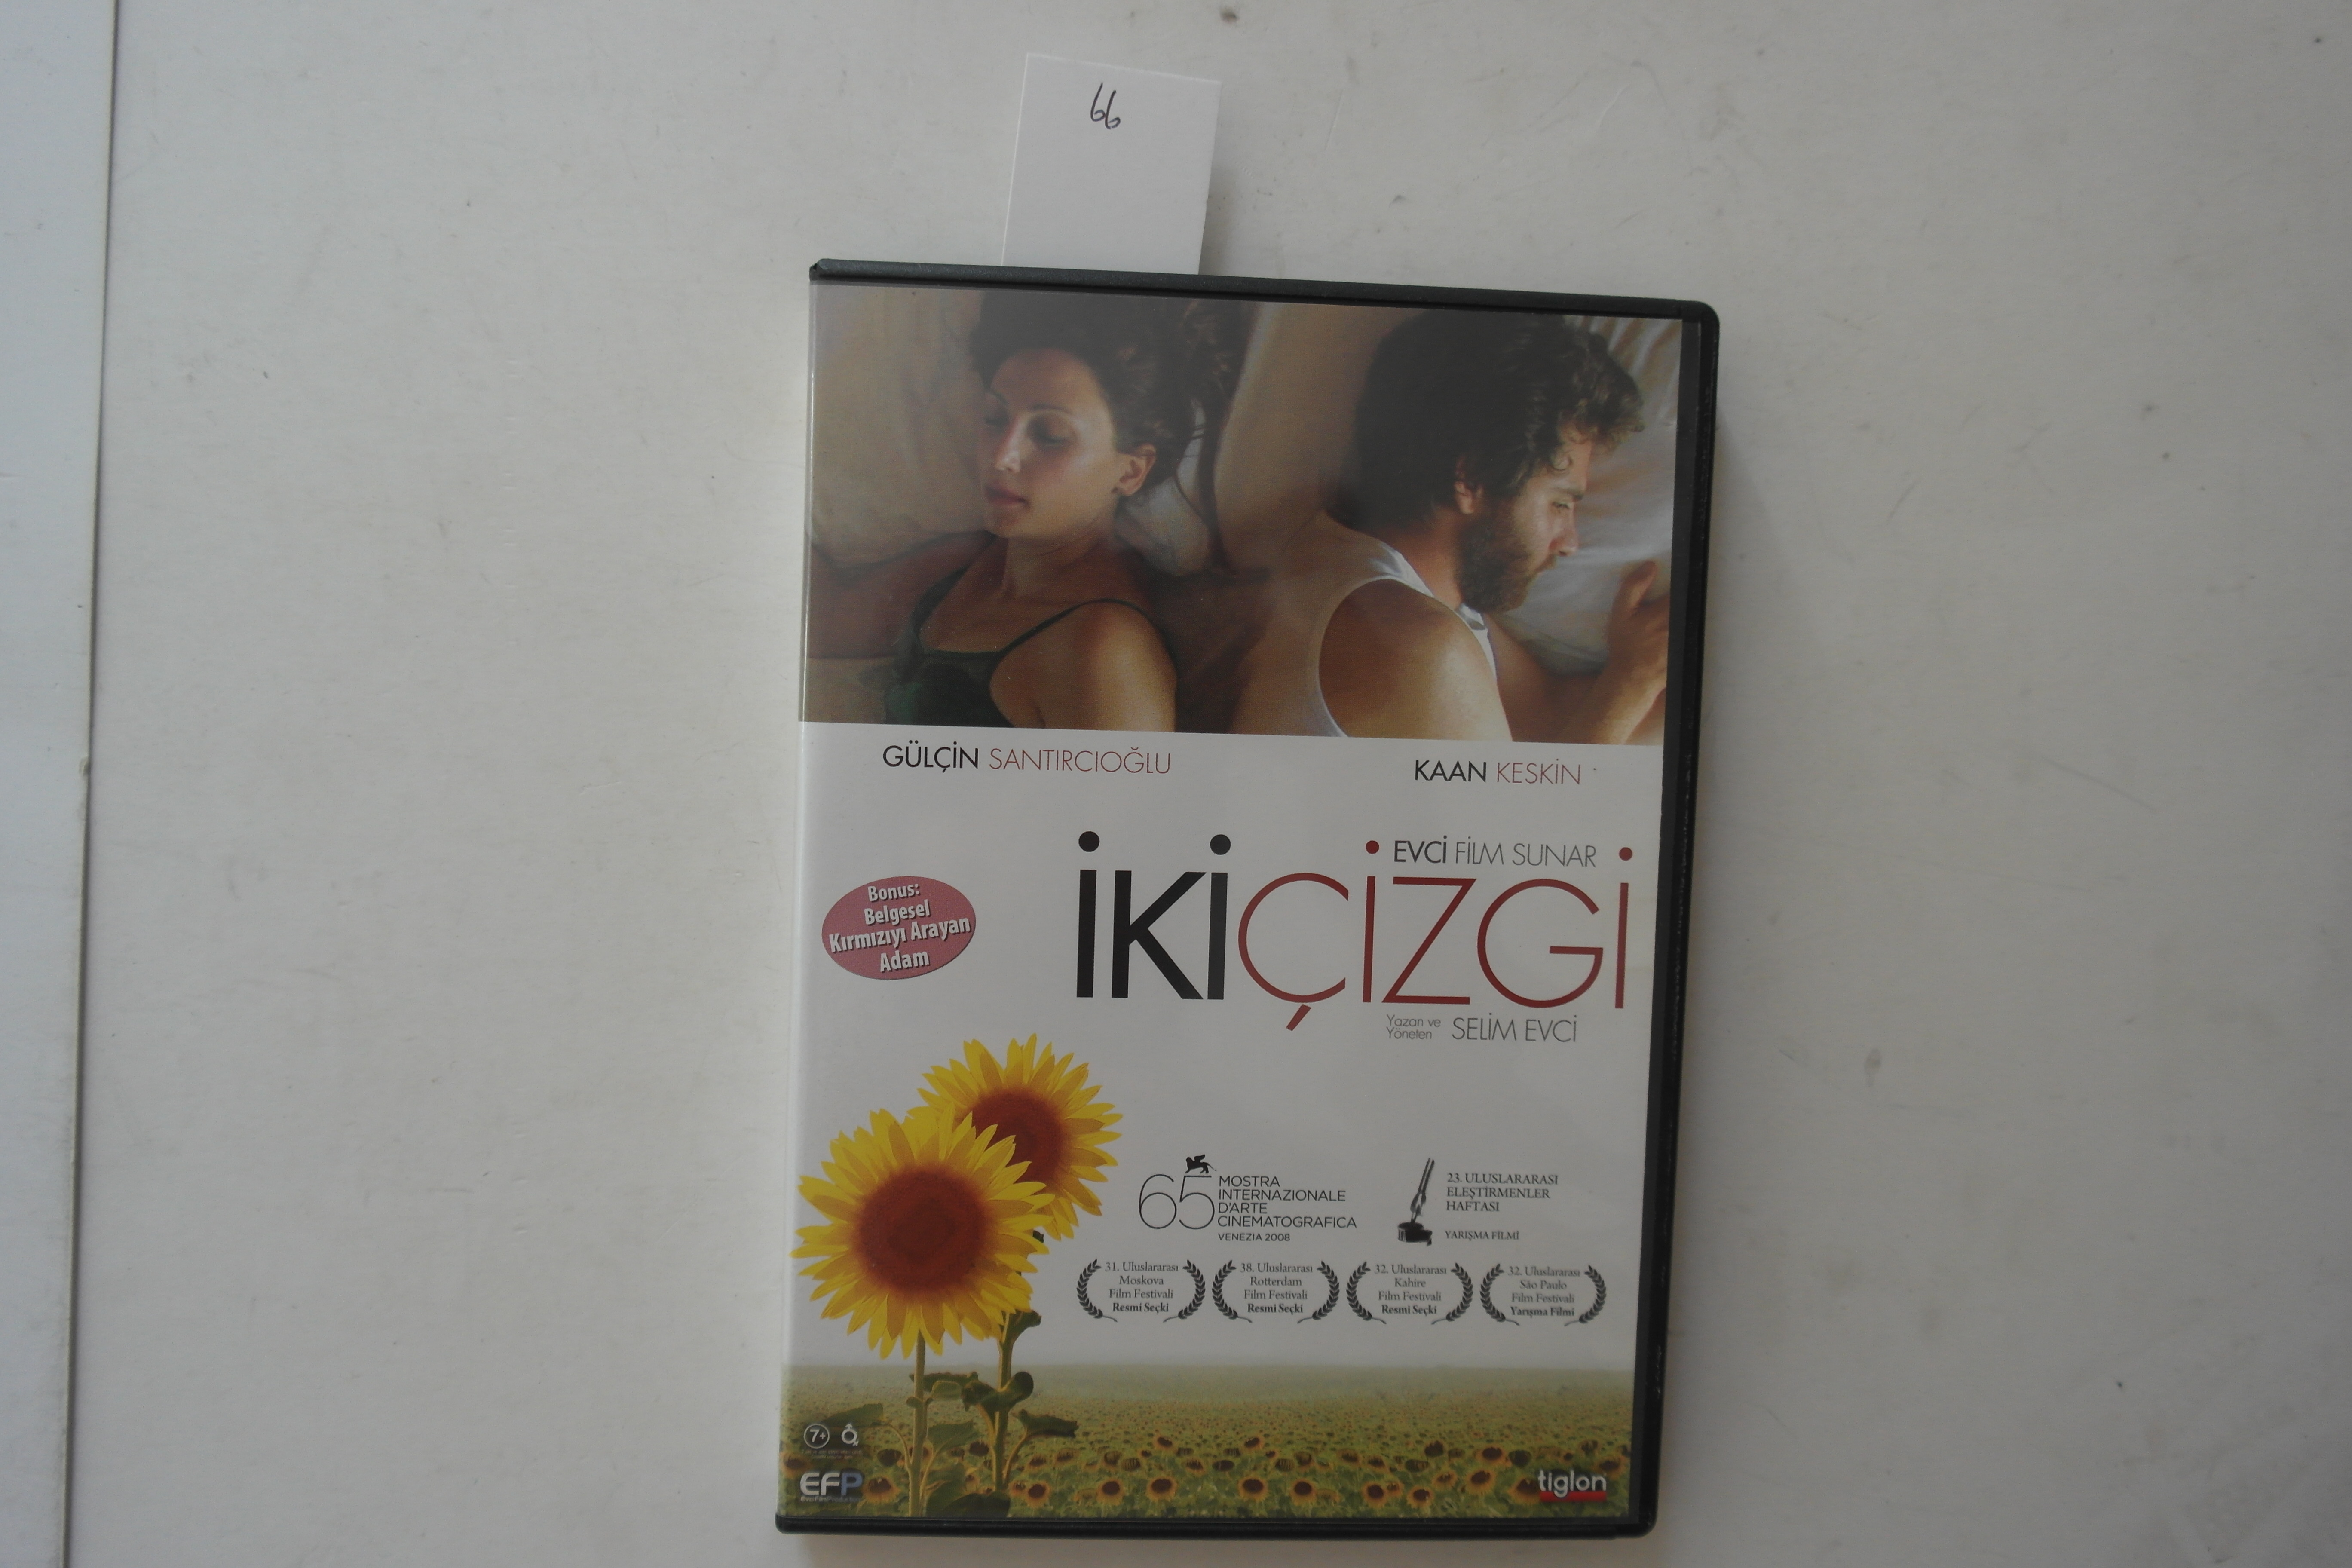 66
GÜLÇİN SANTIRCIOĞLU
KAAN KESKİN
EVCİ FİLM SUNAR
İKİÇİZGİ
Yazan ve
Yöneten
SELİM EVCİ
Bonus:
Belgesel
Kırmızıyı Arayan
Adam
65
MOSTRA
INTERNAZIONALE
D'ARTE
CINEMATOGRAFICA
VENEZIA 2008
23. ULUSLARARASI
ELEŞTİRMENLER
HAFTASI
YARIŞMA FİLMİ
31. Uluslararası
Moskova
Film Festivali
Resmi Seçki
38. Uluslararası
Rotterdam
Film Festivali
Resmi Seçki
32. Uluslararası
Kahire
Film Festivali
Resmi Seçki
32. Uluslararası
São Paulo
Film Festivali
Yarışma Filmi
7+
EFP
tiglon